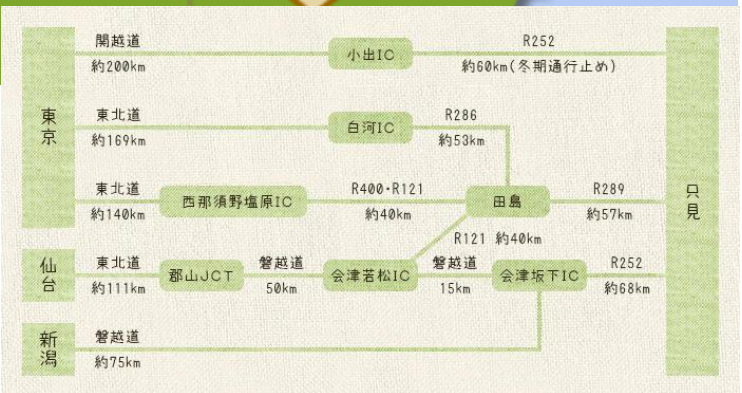 関越道
R252
小出IC
約200km
約60km(冬期通行止め)
東京
東北道
R286
白河IC
約169km
約53km
東北道
R400・R121
R289
西那須野塩原IC
田島
只見
約140km
約40km
約57km
R121 約40km
仙台
東北道
磐越道
磐越道
R252
郡山JCT
会津若松IC
会津坂下IC
約111km
50km
15km
約68km
新潟
磐越道
約75km